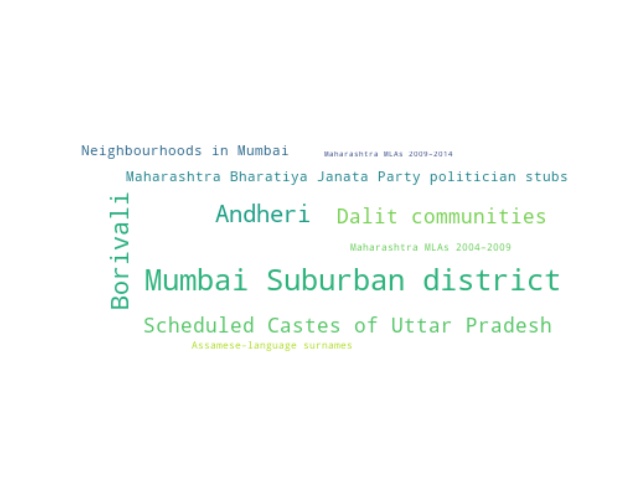 Neighbourhoods in Mumbai
Maharashtra MLAs 2009–2014
Maharashtra Bharatiya Janata Party politician stubs
Borivali
Andheri
Dalit communities
Maharashtra MLAs 2004–2009
Mumbai Suburban district
Scheduled Castes of Uttar Pradesh
Assamese-language surnames